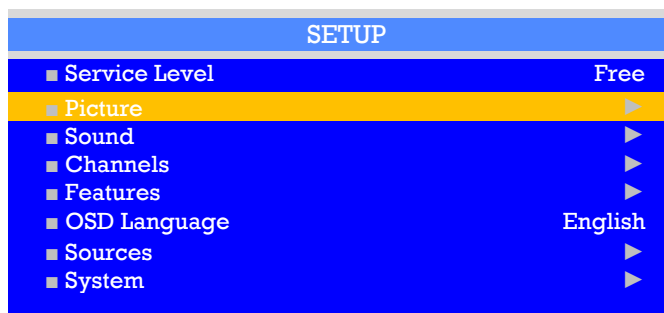 SETUP
Service Level Free
Picture
Sound
Channels
Features
OSD Language English
Sources
System